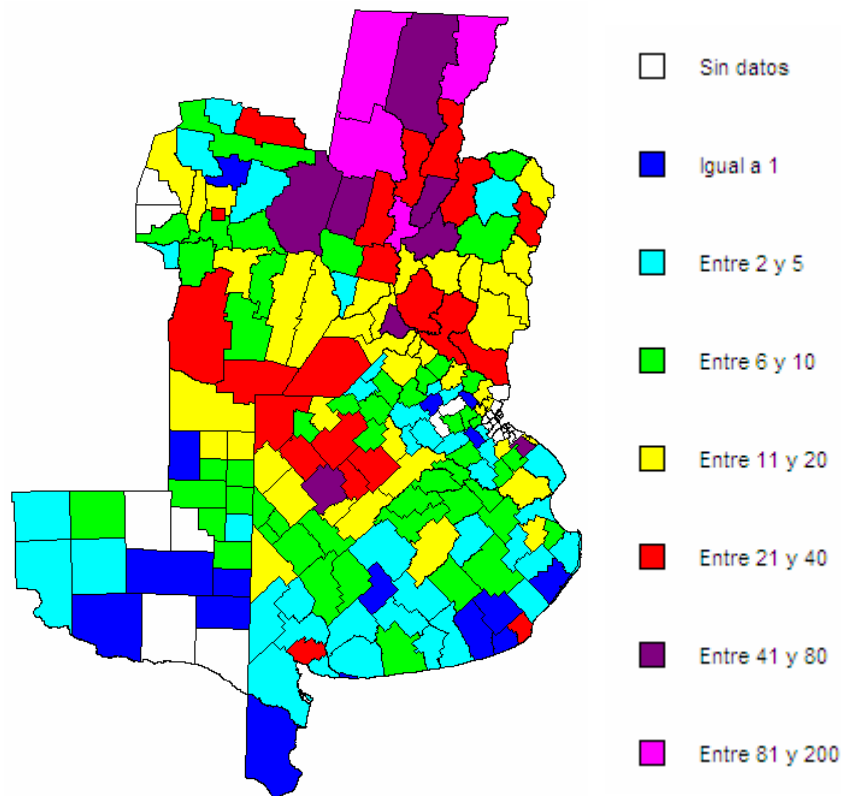 Sin datos
Igual a 1
Entre 2 y 5
Entre 6 y 10
Entre 11 y 20
Entre 21 y 40
Entre 41 y 80
Entre 81 y 200